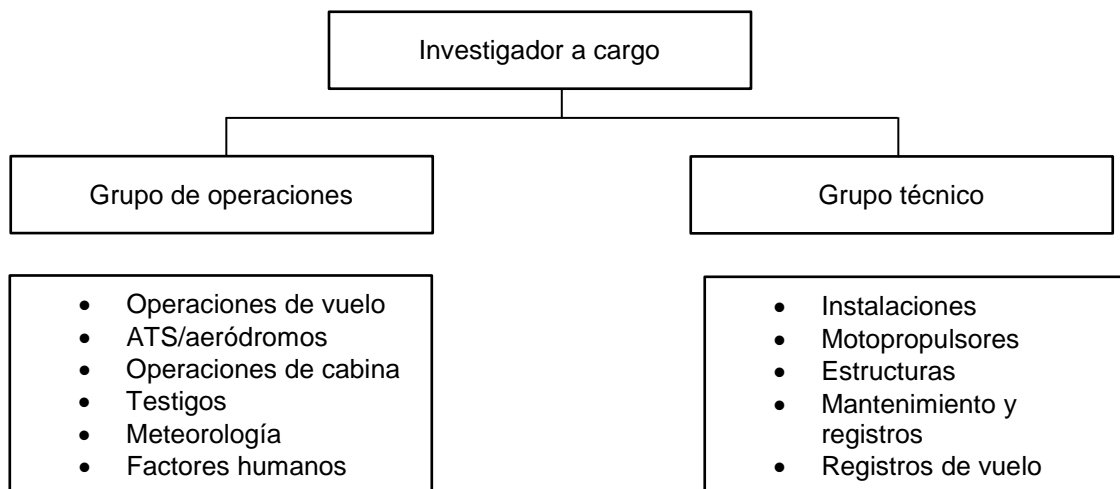 Investigador a cargo
Grupo de operaciones
Grupo técnico
• Operaciones de vuelo
• ATS/aeródromos
• Operaciones de cabina
• Testigos
• Meteorología
• Factores humanos
• Instalaciones
• Motopropulsores
• Estructuras
• Mantenimiento y
registros
• Registros de vuelo